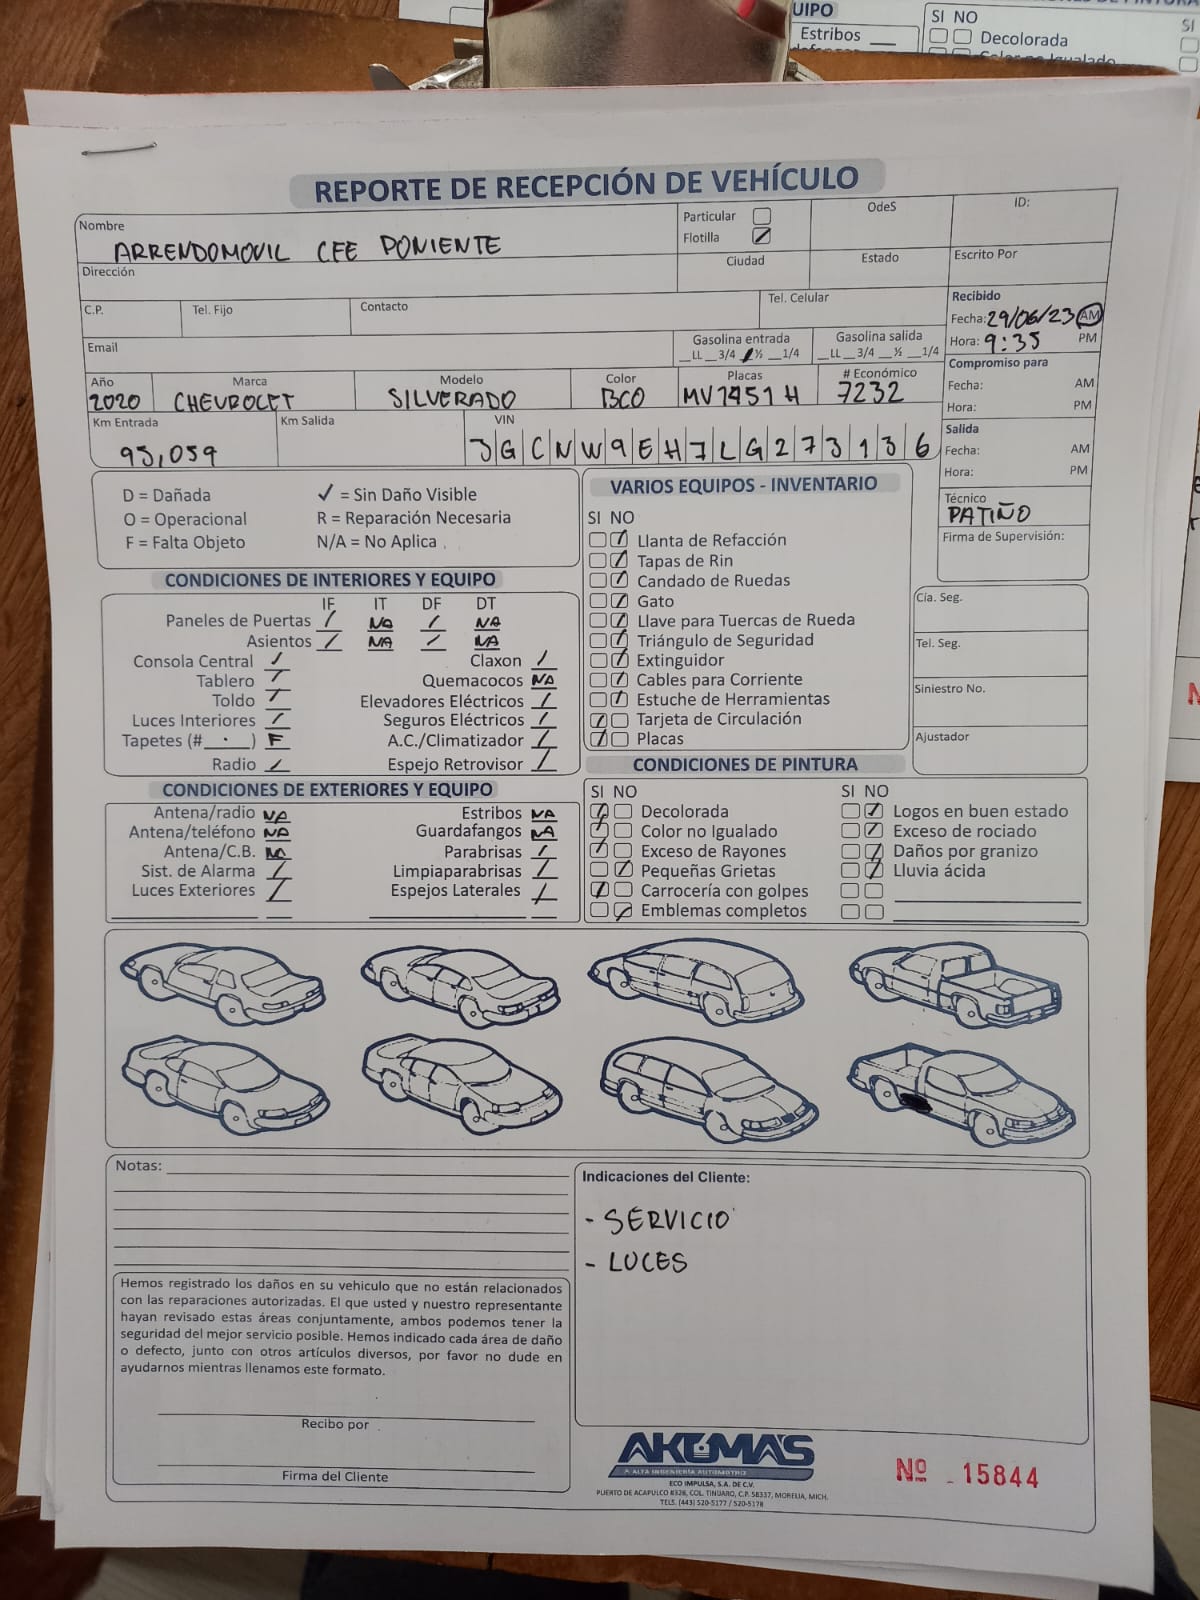 UIPO
Estribos
SI NO
Decolorada
SI
REPORTE DE RECEPCIÓN DE VEHÍCULO
Nombre
ARRENDOMOVIL CFE PONIENTE
Particular
Flotilla
OdeS
ID:
Dirección
Ciudad
Estado
Escrito Por
C.P.
Tel. Fijo
Contacto
Tel. Celular
Recibido
Fecha: 29/06/23 AM
Hora: 9:35 PM
Email
Gasolina entrada
__LL __3/4 __½ __1/4
Gasolina salida
__LL __3/4 __½ __1/4
Compromiso para
Fecha: AM
Hora: PM
Año
2020
Marca
CHEVROLET
Modelo
SILVERADO
Color
BCO
Placas
MV1451H
# Económico
7232
Km Entrada
95,059
Km Salida
VIN
3GCNW9EH7LG273136
Salida
Fecha: AM
Hora: PM
Técnico
PATIÑO
Firma de Supervisión:
D = Dañada
✓ = Sin Daño Visible
O = Operacional
R = Reparación Necesaria
F = Falta Objeto
N/A = No Aplica
CONDICIONES DE INTERIORES Y EQUIPO
IF IT DF DT
Paneles de Puertas / NA / NA
Asientos / NA / NA
Consola Central /
Claxon /
Tablero /
Quemacocos NA
Toldo /
Elevadores Eléctricos /
Luces Interiores /
Seguros Eléctricos /
Tapetes (#____) F
A.C./Climatizador /
Radio /
Espejo Retrovisor /
VARIOS EQUIPOS - INVENTARIO
SI NO
Llanta de Refacción
Tapas de Rin
Candado de Ruedas
Gato
Llave para Tuercas de Rueda
Triángulo de Seguridad
Extinguidor
Cables para Corriente
Estuche de Herramientas
Tarjeta de Circulación
Placas
Cía. Seg.
Tel. Seg.
Siniestro No.
Ajustador
CONDICIONES DE EXTERIORES Y EQUIPO
Antena/radio NA
Estribos NA
Antena/teléfono NA
Guardafangos NA
Antena/C.B. NA
Parabrisas /
Sist. de Alarma /
Limpiaparabrisas /
Luces Exteriores /
Espejos Laterales /
CONDICIONES DE PINTURA
SI NO
SI NO
Decolorada
Logos en buen estado
Color no Igualado
Exceso de rociado
Exceso de Rayones
Daños por granizo
Pequeñas Grietas
Lluvia ácida
Carrocería con golpes
Emblemas completos
Notas:
Indicaciones del Cliente:
- SERVICIO
- LUCES
Hemos registrado los daños en su vehiculo que no están relacionados
con las reparaciones autorizadas. El que usted y nuestro representante
hayan revisado estas áreas conjuntamente, ambos podemos tener la
seguridad del mejor servicio posible. Hemos indicado cada área de daño
o defecto, junto con otros artículos diversos, por favor no dude en
ayudarnos mientras llenamos este formato.
Recibo por
Firma del Cliente
AKUMA'S
A ALTA INGENIERÍA AUTOMOTRIZ
ECO IMPULSA, S.A. DE C.V.
PUERTO DE ACAPULCO #326, COL. TINIJARO, C.P. 58337, MORELIA, MICH.
TELS. (443) 520-5177 / 520-5178
Nº 15844